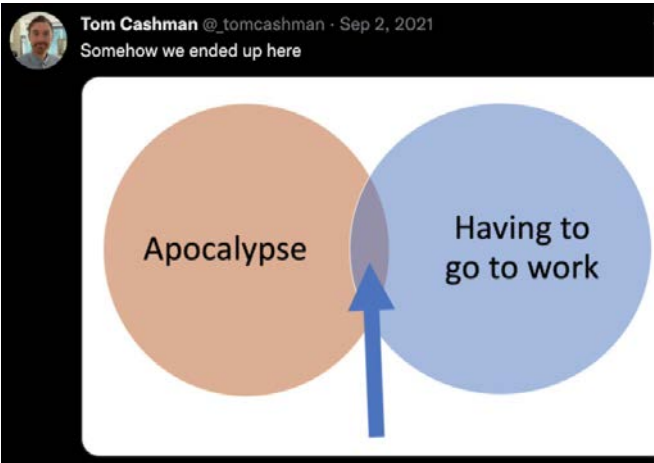 Tom Cashman @_tomcashman · Sep 2, 2021
Somehow we ended up here
Apocalypse
Having to
go to work